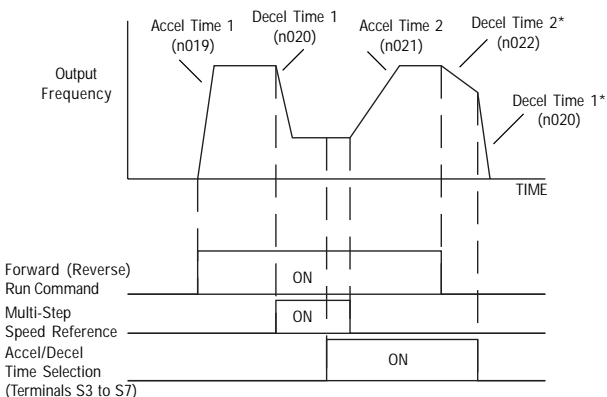 Accel Time 1
(n019)
Decel Time 1
(n020)
Accel Time 2
(n021)
Decel Time 2*
(n022)
Output
Frequency
Decel Time 1*
(n020)
TIME
Forward (Reverse)
Run Command
ON
Multi-Step
Speed Reference
ON
Accel/Decel
Time Selection
(Terminals S3 to S7)
ON